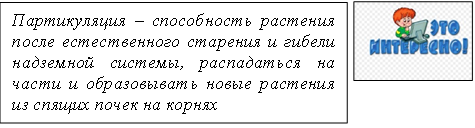 Партикуляция – способность растения
после естественного старения и гибели
надземной системы, распадаться на
части и образовывать новые растения
из спящих почек на корнях
ЭТО
ИНТЕРЕСНО!